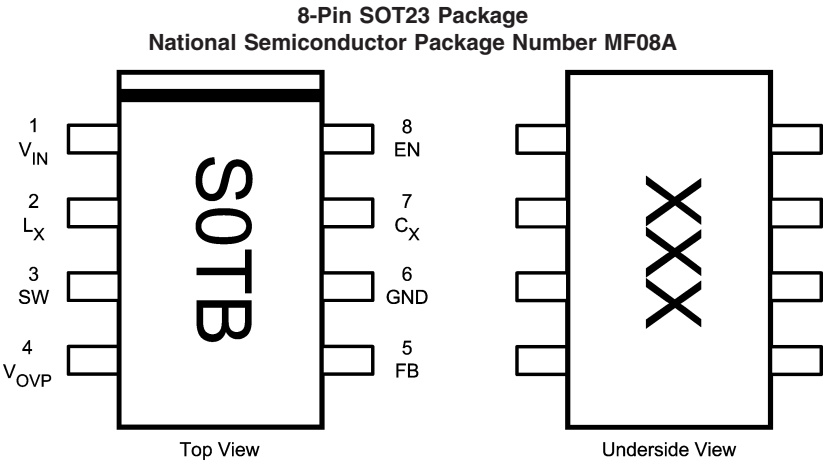 8-Pin SOT23 Package
National Semiconductor Package Number MF08A
1
VIN
8
EN
2
LX
7
CX
3
SW
6
GND
4
VOVP
5
FB
S0TB
XXX
Top View
Underside View